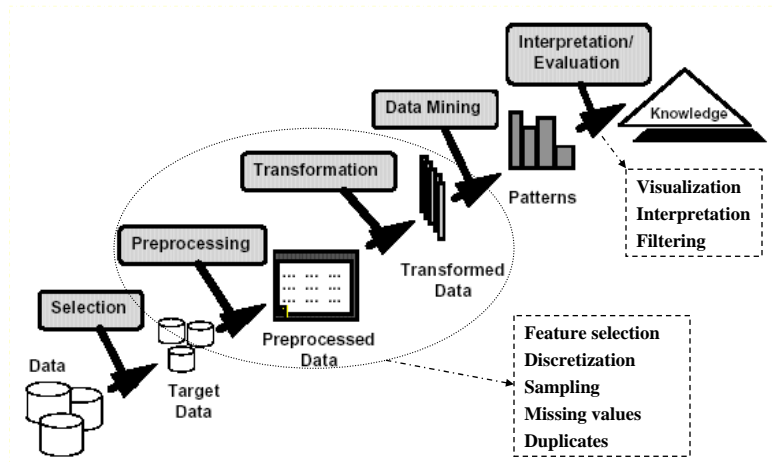 Interpretation/
Evaluation
Data Mining
Knowledge
Transformation
Patterns
Visualization
Interpretation
Filtering
Preprocessing
Transformed
Data
Selection
Preprocessed
Data
Data
Target
Data
Feature selection
Discretization
Sampling
Missing values
Duplicates